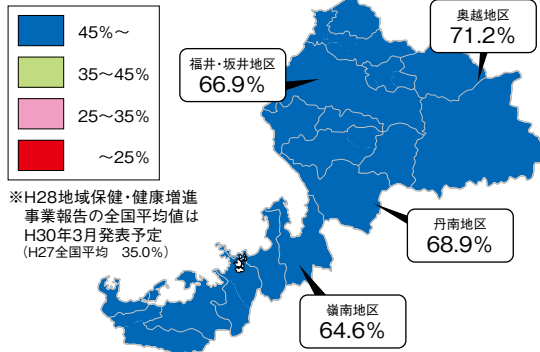 45%～
35～45%
25～35%
～25%
※H28地域保健・健康増進
事業報告の全国平均値は
H30年3月発表予定
（H27全国平均　35.0%）
奥越地区
71.2%
福井・坂井地区
66.9%
丹南地区
68.9%
嶺南地区
64.6%